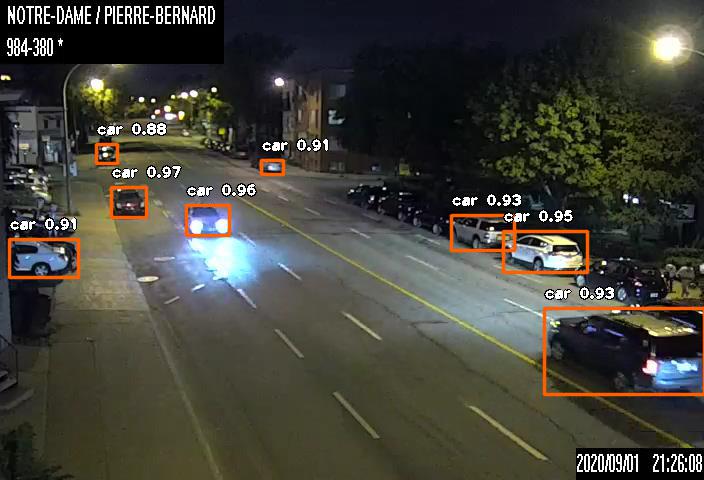 NOTRE-DAME / PIERRE-BERNARD
984-380 *
car 0.88
car 0.91
car 0.97
car 0.96
car 0.93
car 0.95
car 0.91
car 0.93
2020/09/01 21:26:08